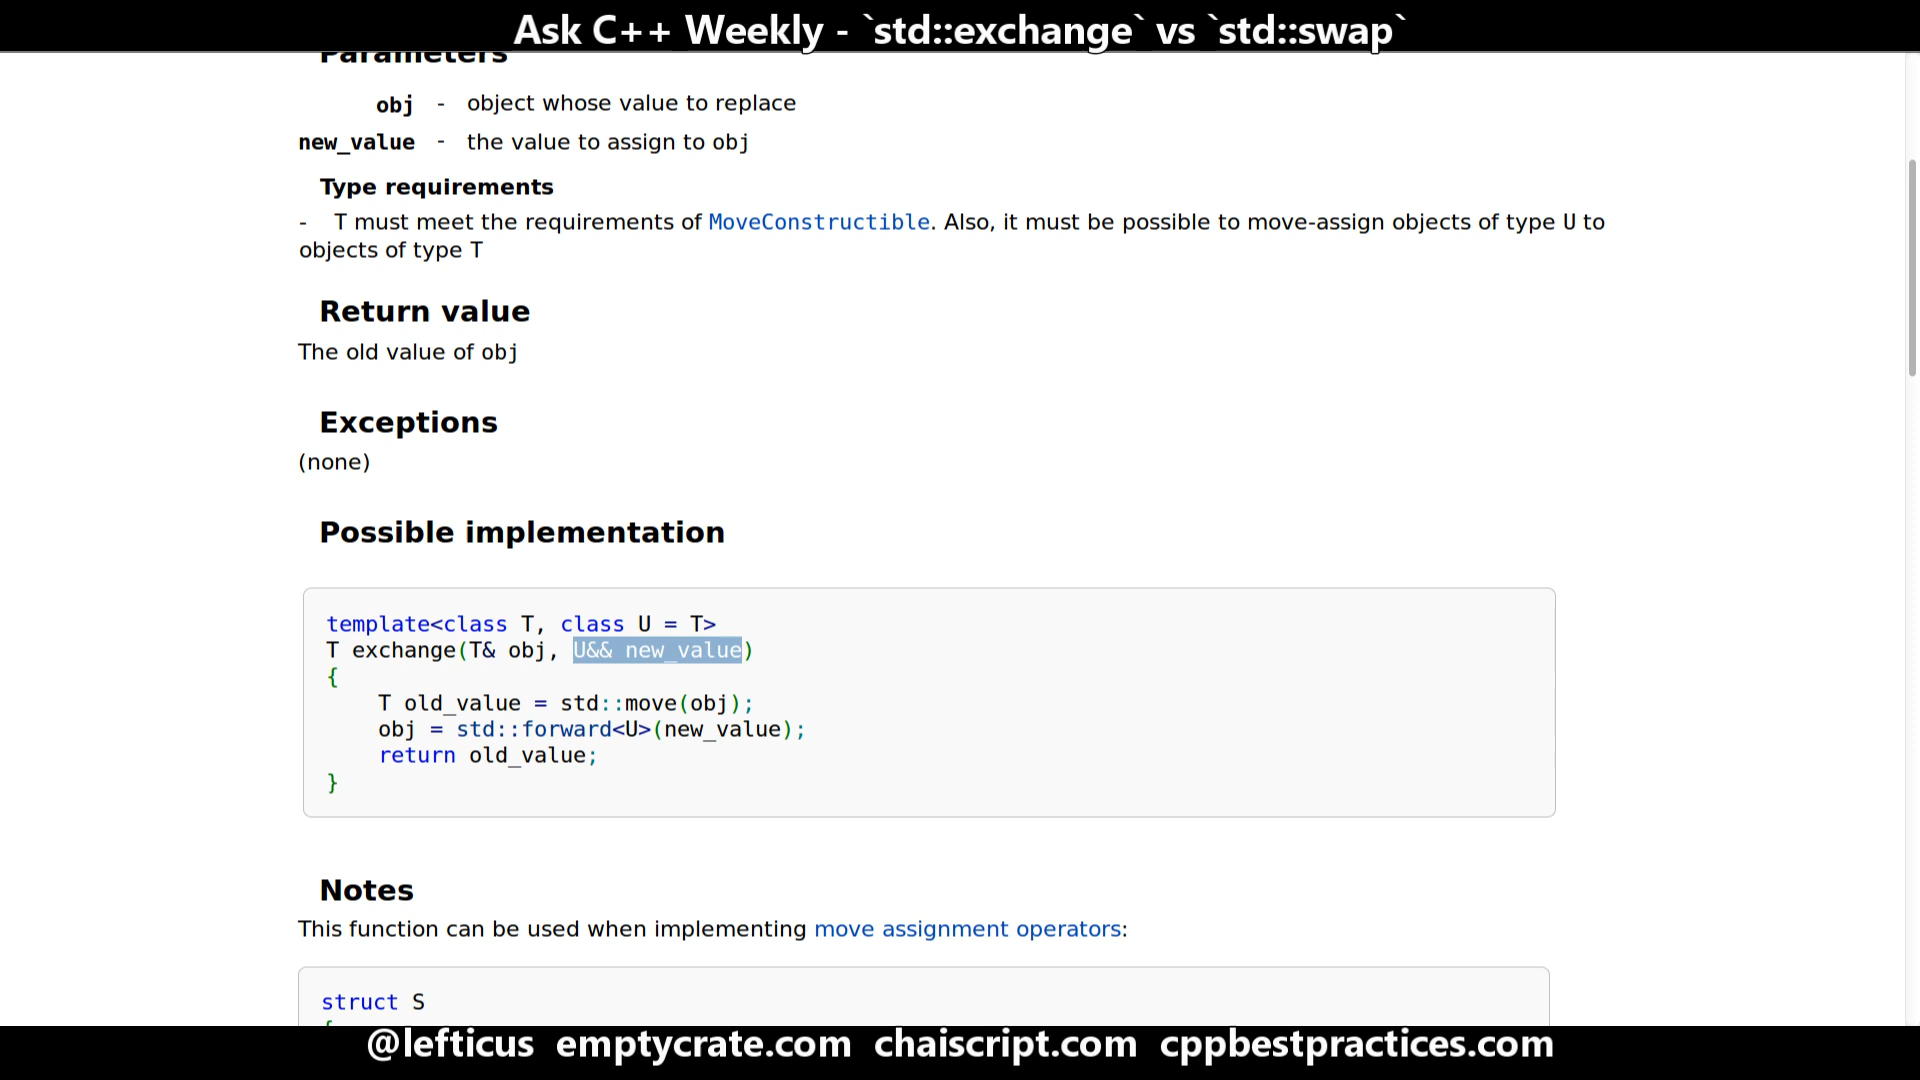 Ask C++ Weekly - `std::exchange` vs `std::swap`
Parameters
obj - object whose value to replace
new_value - the value to assign to obj
Type requirements
- T must meet the requirements of MoveConstructible. Also, it must be possible to move-assign objects of type U to
objects of type T
Return value
The old value of obj
Exceptions
(none)
Possible implementation
template<class T, class U = T>
T exchange(T& obj, U&& new_value)
{
    T old_value = std::move(obj);
    obj = std::forward<U>(new_value);
    return old_value;
}
Notes
This function can be used when implementing move assignment operators:
struct S
{
@lefticus emptycrate.com chaiscript.com cppbestpractices.com